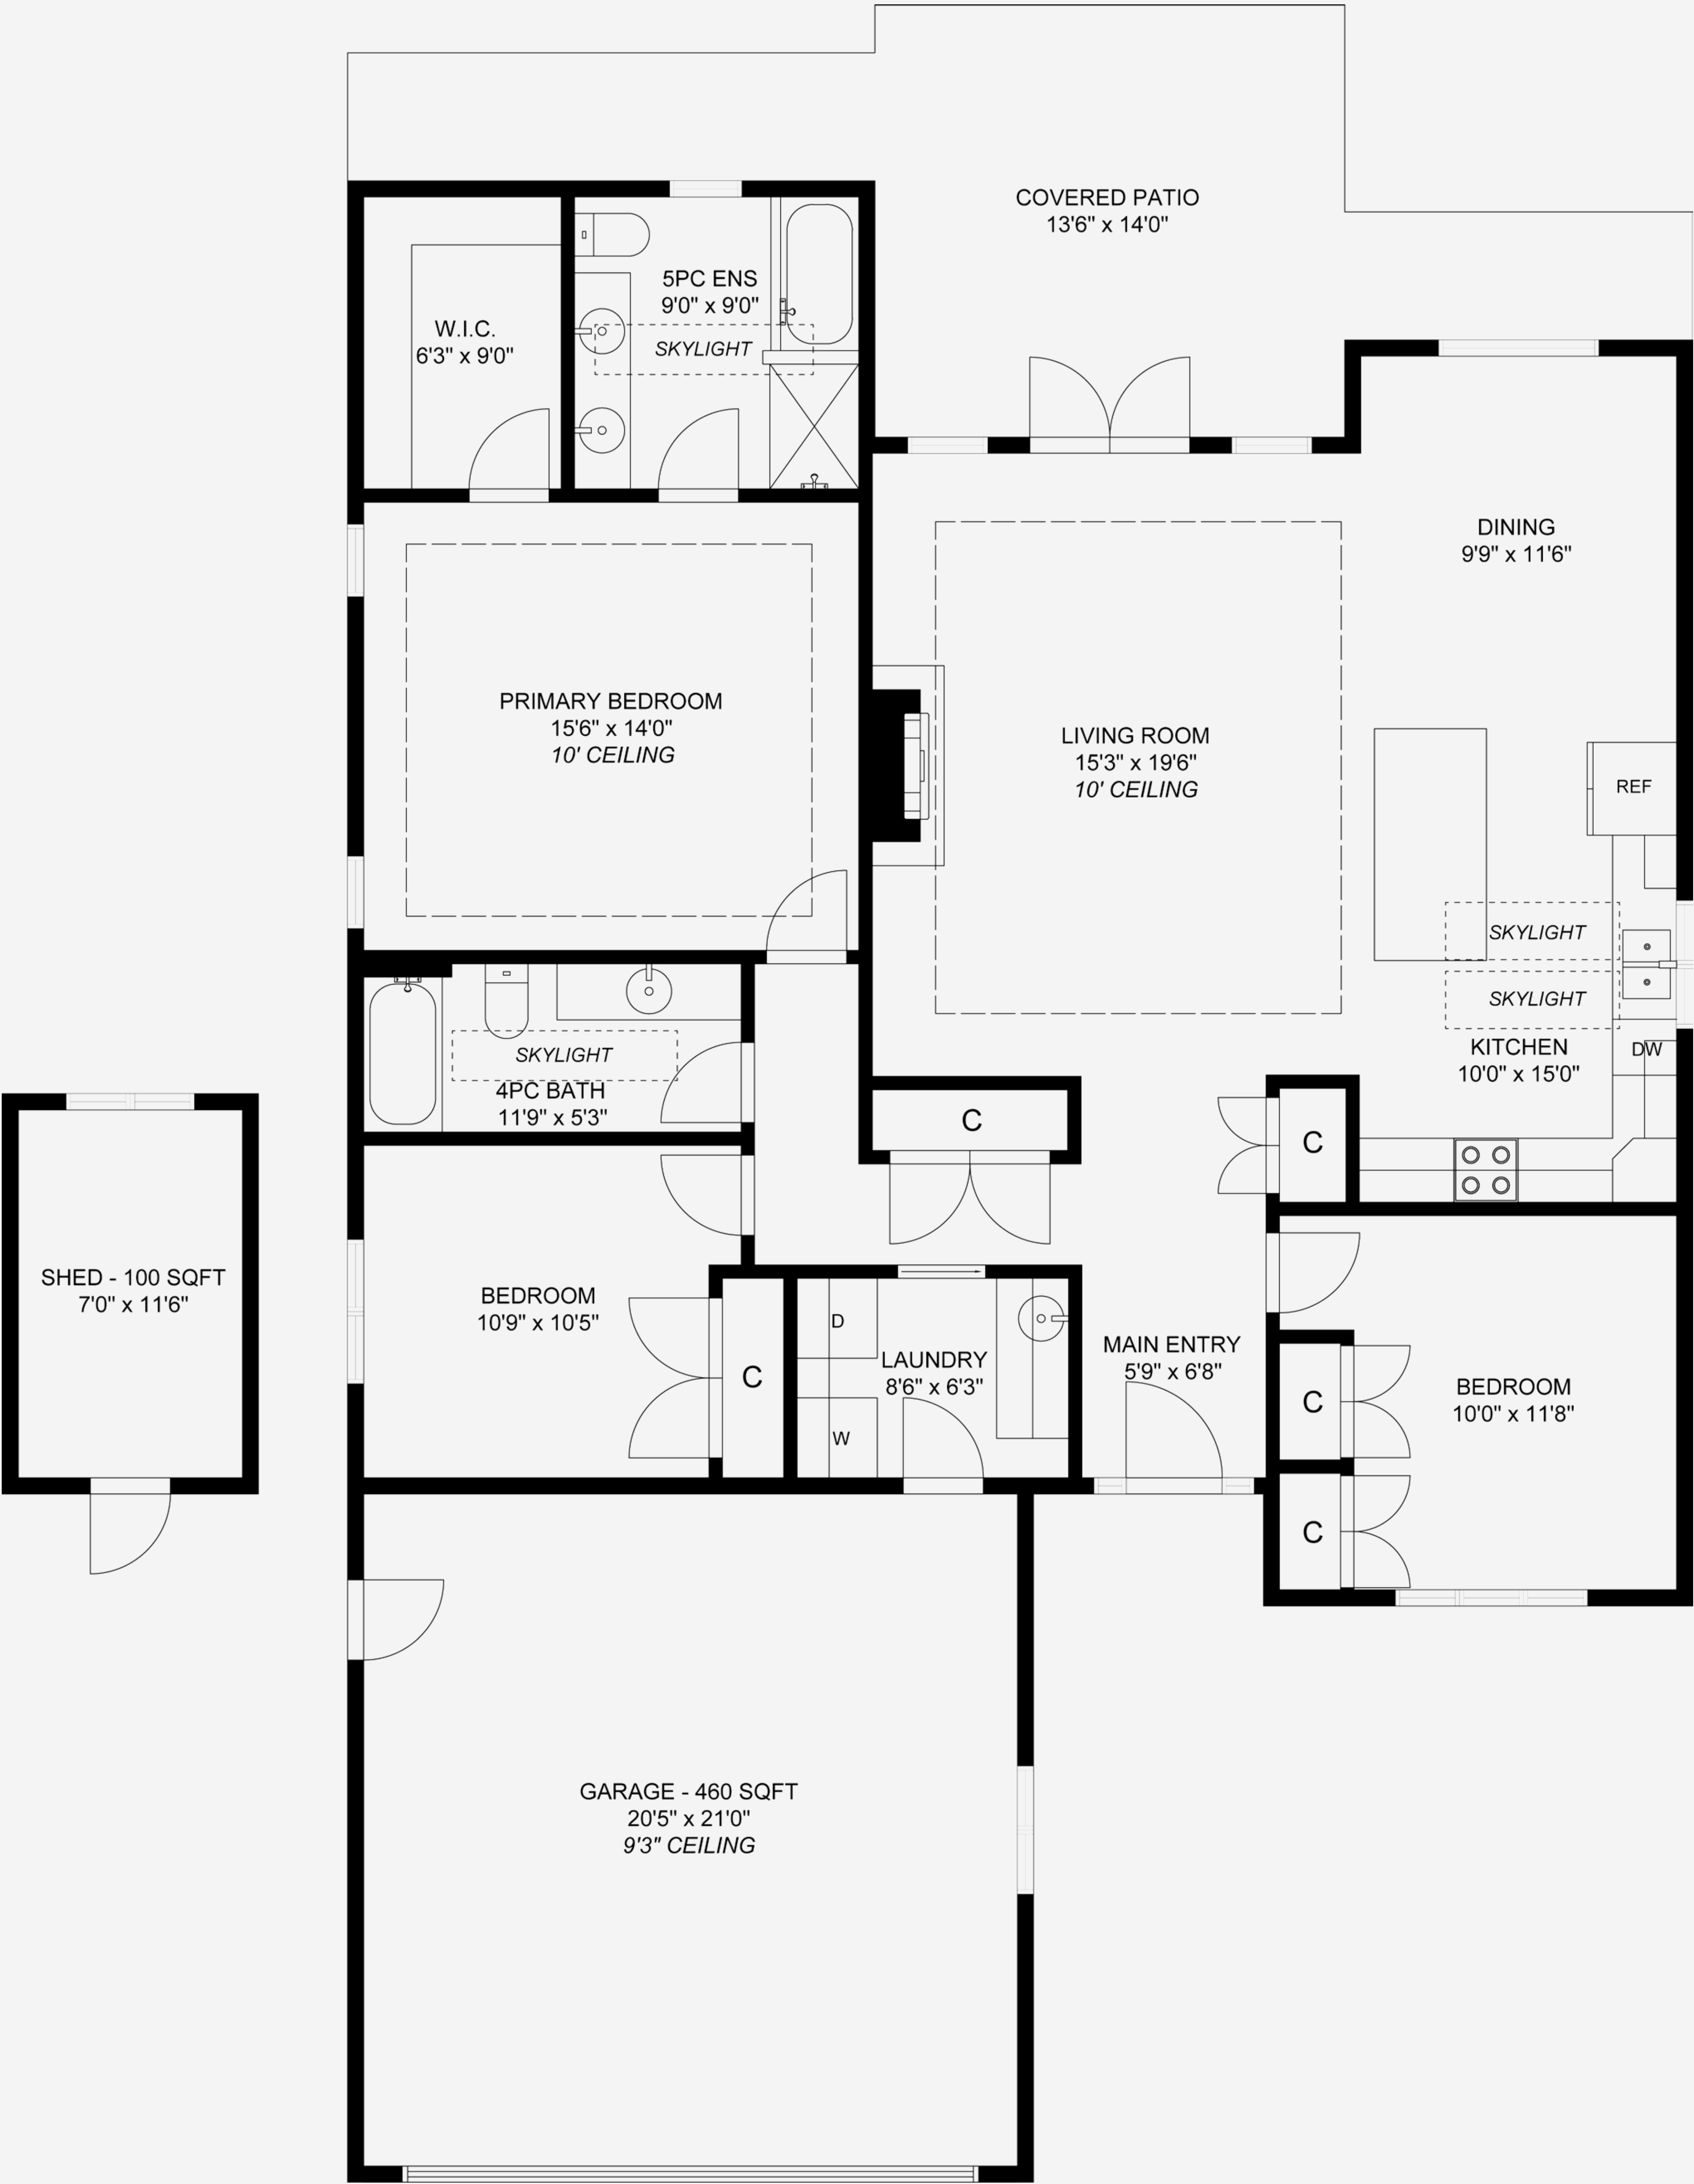 COVERED PATIO
13'6" x 14'0"
5PC ENS
9'0" x 9'0"
SKYLIGHT
W.I.C.
6'3" x 9'0"
DINING
9'9" x 11'6"
PRIMARY BEDROOM
15'6" x 14'0"
10' CEILING
LIVING ROOM
15'3" x 19'6"
10' CEILING
REF
SKYLIGHT
SKYLIGHT
KITCHEN
10'0" x 15'0"
DW
SKYLIGHT
4PC BATH
11'9" x 5'3"
C
C
SHED - 100 SQFT
7'0" x 11'6"
BEDROOM
10'9" x 10'5"
C
D
W
LAUNDRY
8'6" x 6'3"
MAIN ENTRY
5'9" x 6'8"
C
BEDROOM
10'0" x 11'8"
C
GARAGE - 460 SQFT
20'5" x 21'0"
9'3" CEILING